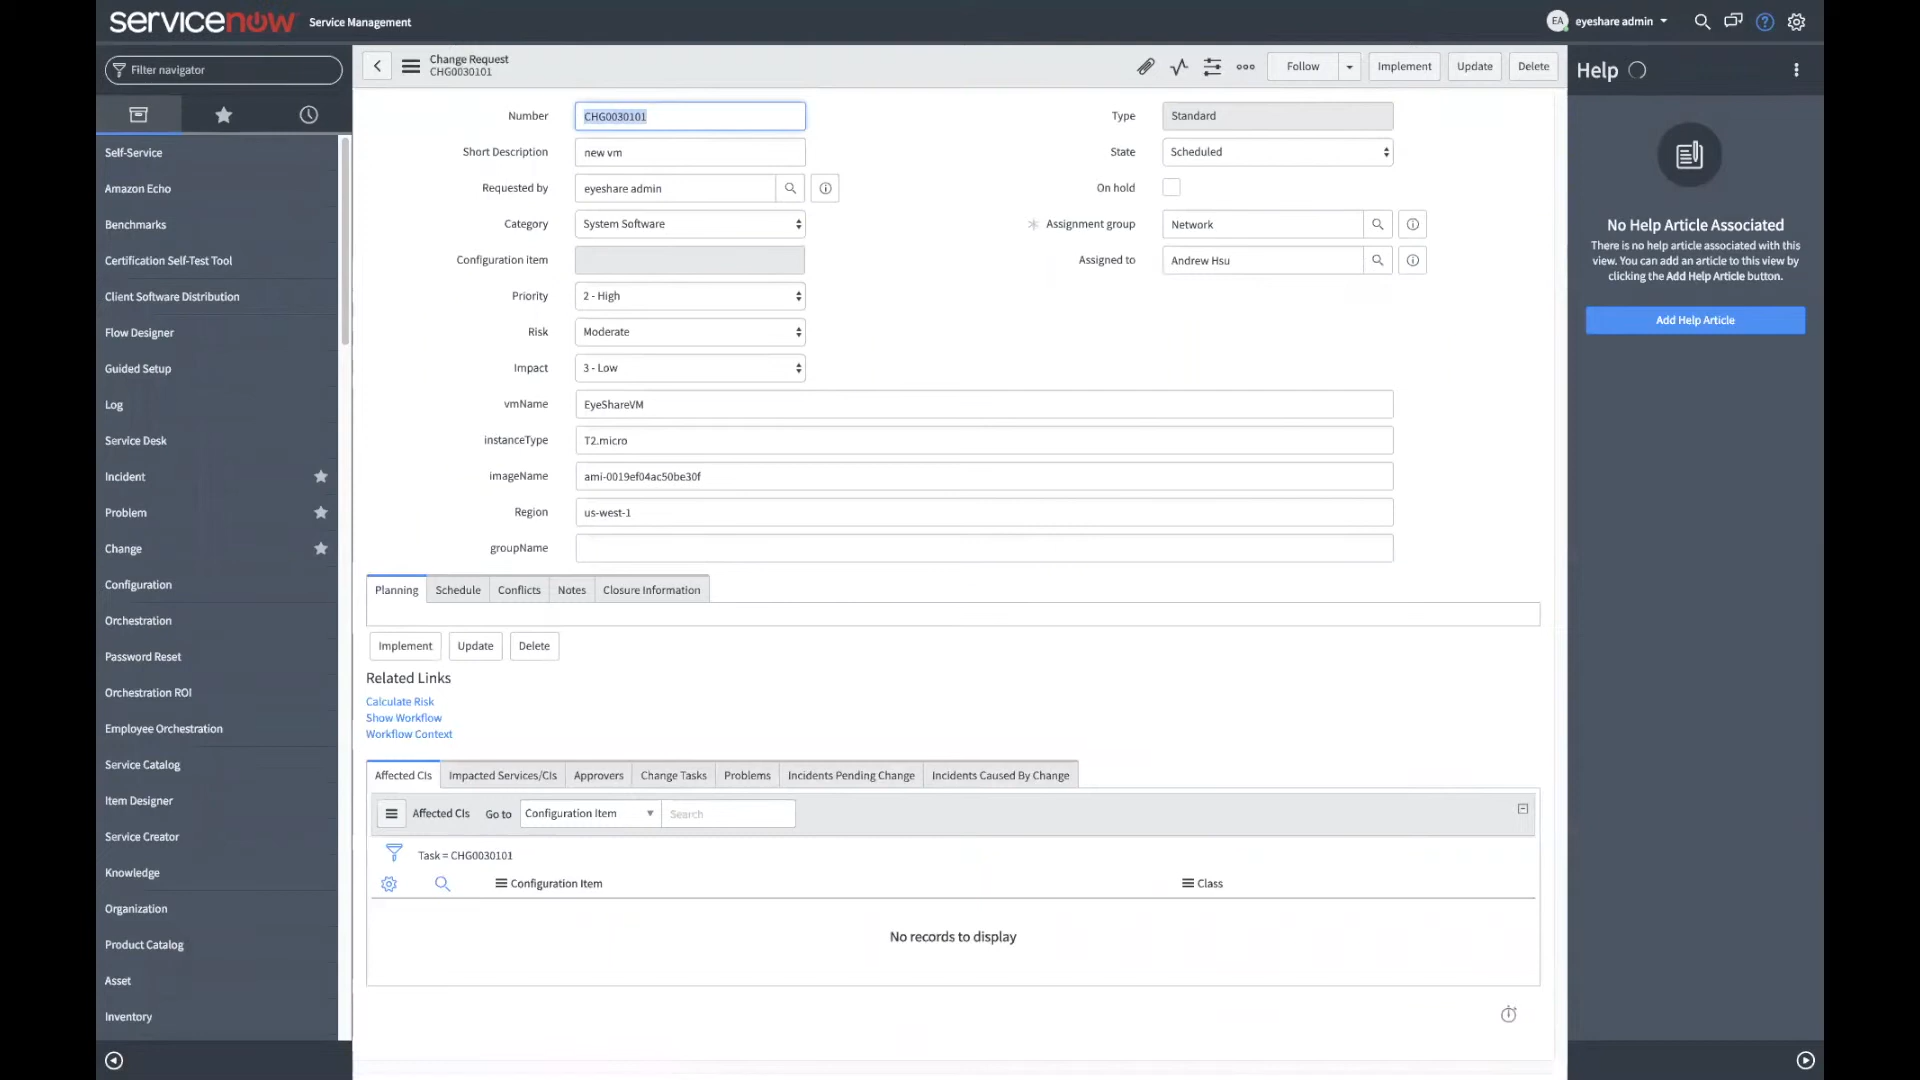 servicenow Service Management
EA eyeshare admin
Filter navigator
Self-Service
Amazon Echo
Benchmarks
Certification Self-Test Tool
Client Software Distribution
Flow Designer
Guided Setup
Log
Service Desk
Incident
Problem
Change
Configuration
Orchestration
Password Reset
Orchestration ROI
Employee Orchestration
Service Catalog
Item Designer
Service Creator
Knowledge
Organization
Product Catalog
Asset
Inventory
Change Request
CHG0030101
Follow Implement Update Delete
Number CHG0030101
Short Description new vm
Requested by eyeshare admin
Category System Software
Configuration item
Priority 2 - High
Risk Moderate
Impact 3 - Low
Type Standard
State Scheduled
On hold
Assignment group Network
Assigned to Andrew Hsu
vmName EyeShareVM
instanceType T2.micro
imageName ami-0019ef04ac50be30f
Region us-west-1
groupName
Planning Schedule Conflicts Notes Closure Information
Implement Update Delete
Related Links
Calculate Risk
Show Workflow
Workflow Context
Affected CIs Impacted Services/CIs Approvers Change Tasks Problems Incidents Pending Change Incidents Caused By Change
Affected CIs Go to Configuration Item Search
Task = CHG0030101
Configuration Item Class
No records to display
Help
No Help Article Associated
There is no help article associated with this
view. You can add an article to this view by
clicking the Add Help Article button.
Add Help Article